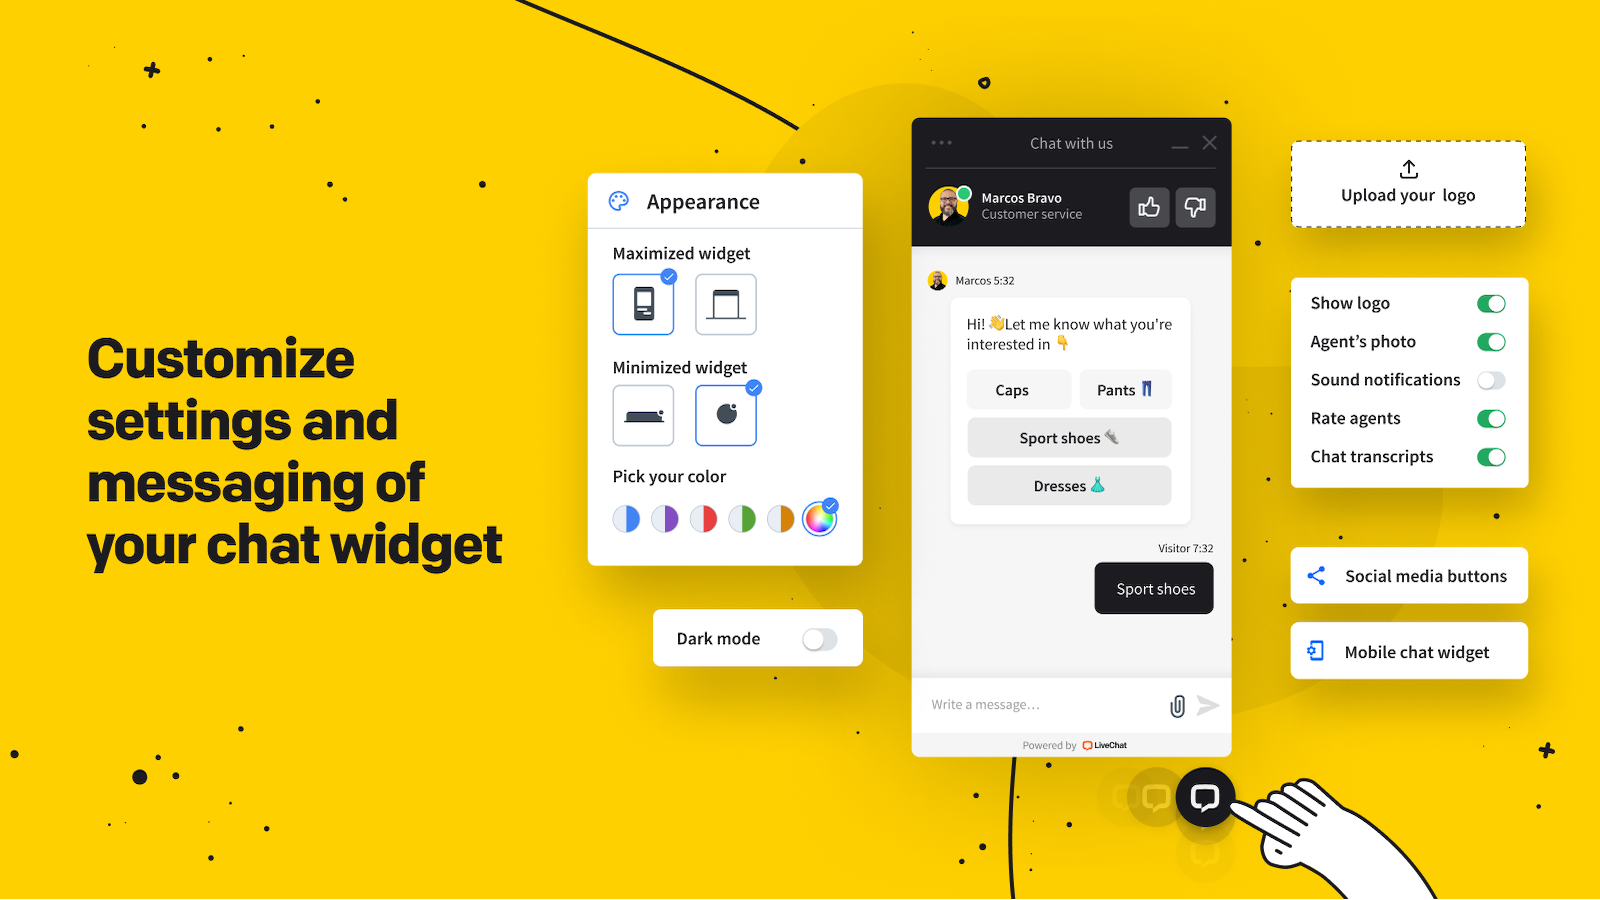 Customize
settings and
messaging of
your chat widget
Appearance
Maximized widget
Minimized widget
Pick your color
Dark mode
Chat with us
Marcos Bravo
Customer service
Marcos 5:32
Hi! 👋Let me know what you're
interested in 👇
Caps
Pants 👖
Sport shoes 👟
Dresses 👗
Visitor 7:32
Sport shoes
Write a message...
Powered by LiveChat
Upload your logo
Show logo
Agent's photo
Sound notifications
Rate agents
Chat transcripts
Social media buttons
Mobile chat widget